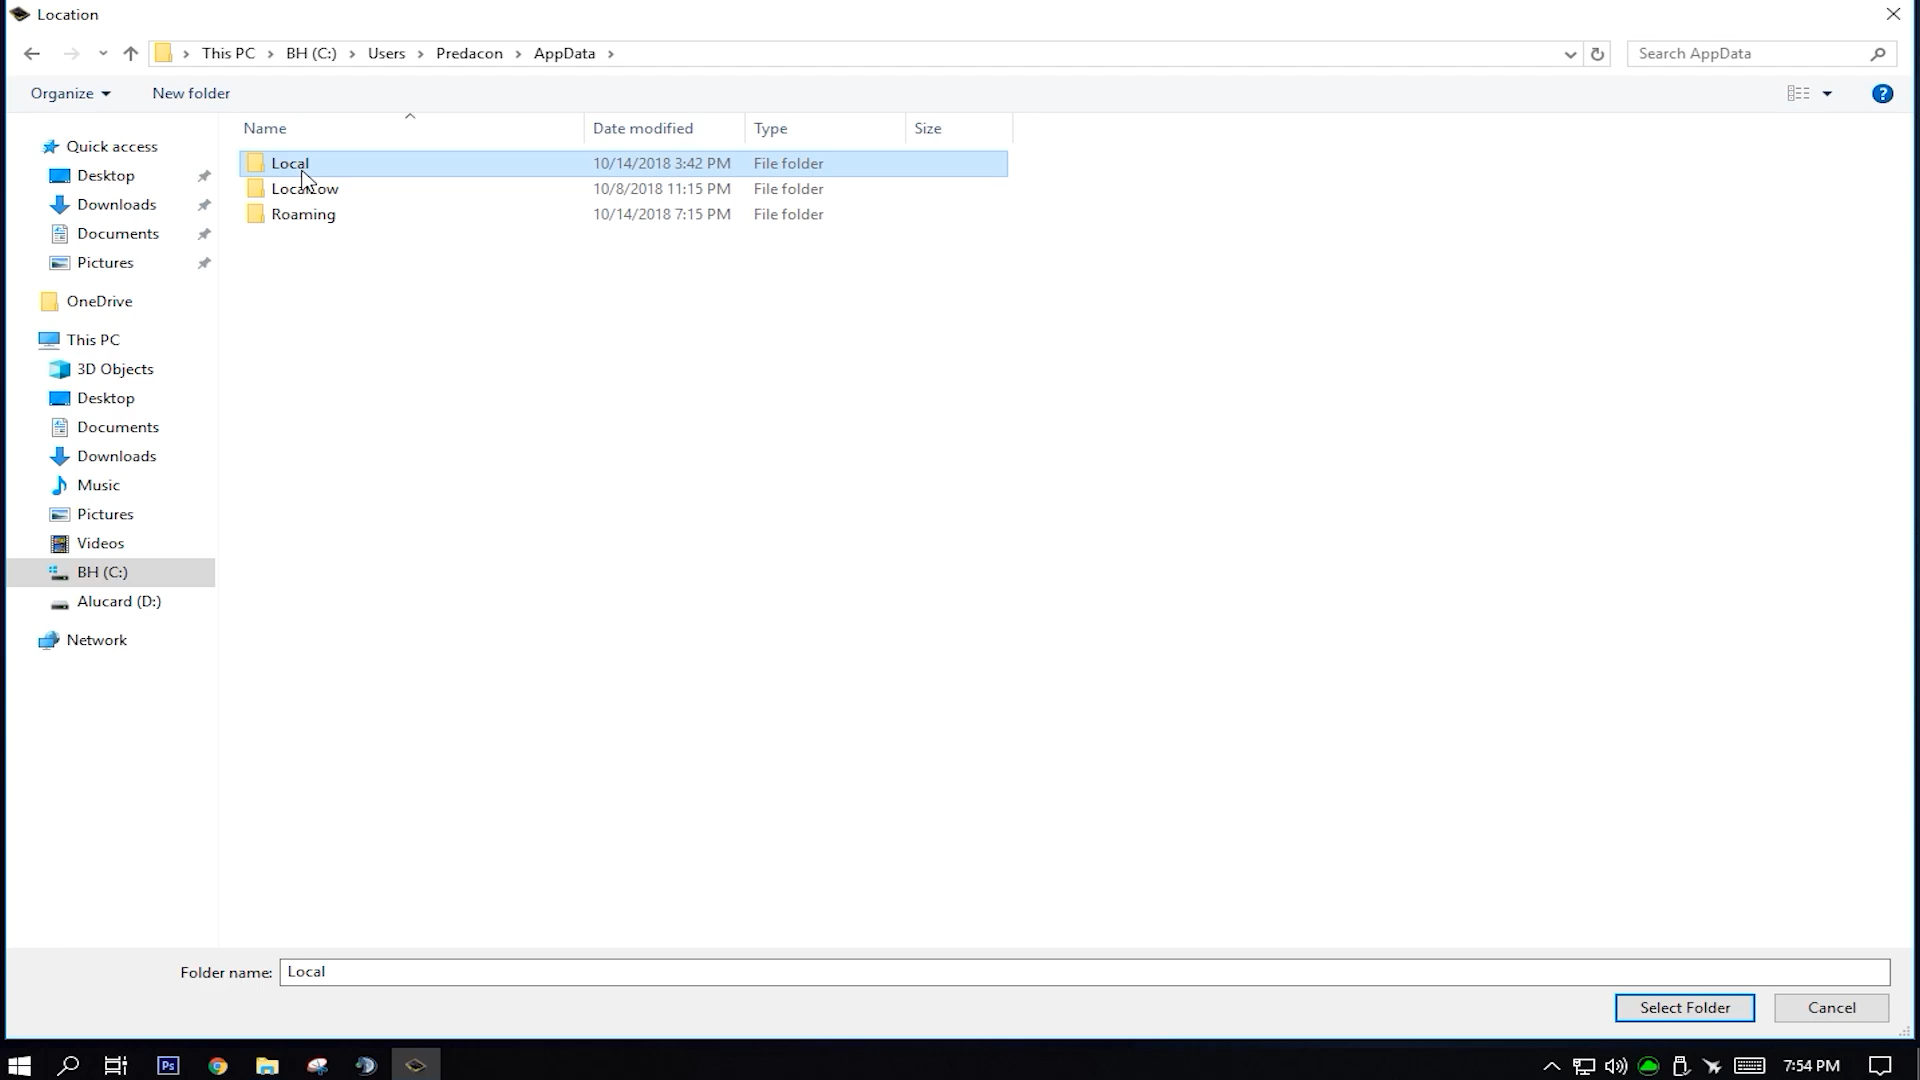 Location
This PC > BH (C:) > Users > Predacon > AppData >
Search AppData
Organize
New folder
Name
Date modified
Type
Size
Local 10/14/2018 3:42 PM File folder
LocalLow 10/8/2018 11:15 PM File folder
Roaming 10/14/2018 7:15 PM File folder
Quick access
Desktop
Downloads
Documents
Pictures
OneDrive
This PC
3D Objects
Desktop
Documents
Downloads
Music
Pictures
Videos
BH (C:)
Alucard (D:)
Network
Folder name: Local
Select Folder
Cancel
Ps
7:54 PM